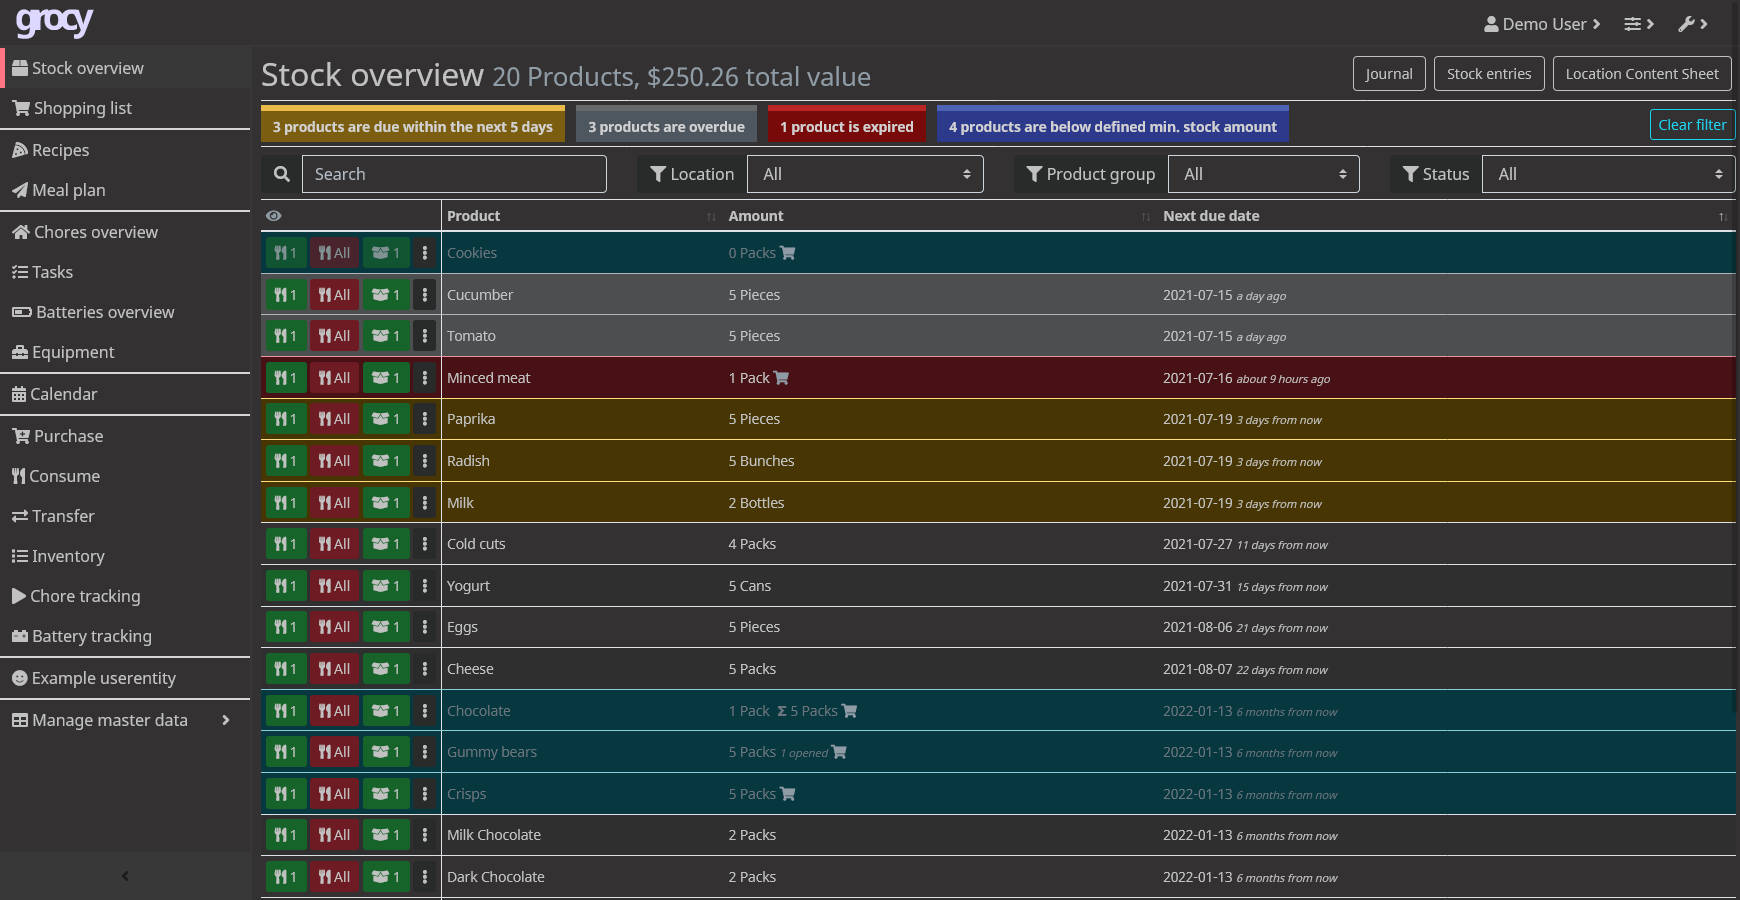 grocy
Demo User
Stock overview
Shopping list
Recipes
Meal plan
Chores overview
Tasks
Batteries overview
Equipment
Calendar
Purchase
Consume
Transfer
Inventory
Chore tracking
Battery tracking
Example userentity
Manage master data
Stock overview 20 Products, $250.26 total value
Journal Stock entries Location Content Sheet
3 products are due within the next 5 days 3 products are overdue 1 product is expired 4 products are below defined min. stock amount Clear filter
Search Location All Product group All Status All
Product Amount Next due date
1 All 1 Cookies 0 Packs
1 All 1 Cucumber 5 Pieces 2021-07-15 a day ago
1 All 1 Tomato 5 Pieces 2021-07-15 a day ago
1 All 1 Minced meat 1 Pack 2021-07-16 about 9 hours ago
1 All 1 Paprika 5 Pieces 2021-07-19 3 days from now
1 All 1 Radish 5 Bunches 2021-07-19 3 days from now
1 All 1 Milk 2 Bottles 2021-07-19 3 days from now
1 All 1 Cold cuts 4 Packs 2021-07-27 11 days from now
1 All 1 Yogurt 5 Cans 2021-07-31 15 days from now
1 All 1 Eggs 5 Pieces 2021-08-06 21 days from now
1 All 1 Cheese 5 Packs 2021-08-07 22 days from now
1 All 1 Chocolate 1 Pack Σ 5 Packs 2022-01-13 6 months from now
1 All 1 Gummy bears 5 Packs 1 opened 2022-01-13 6 months from now
1 All 1 Crisps 5 Packs 2022-01-13 6 months from now
1 All 1 Milk Chocolate 2 Packs 2022-01-13 6 months from now
1 All 1 Dark Chocolate 2 Packs 2022-01-13 6 months from now